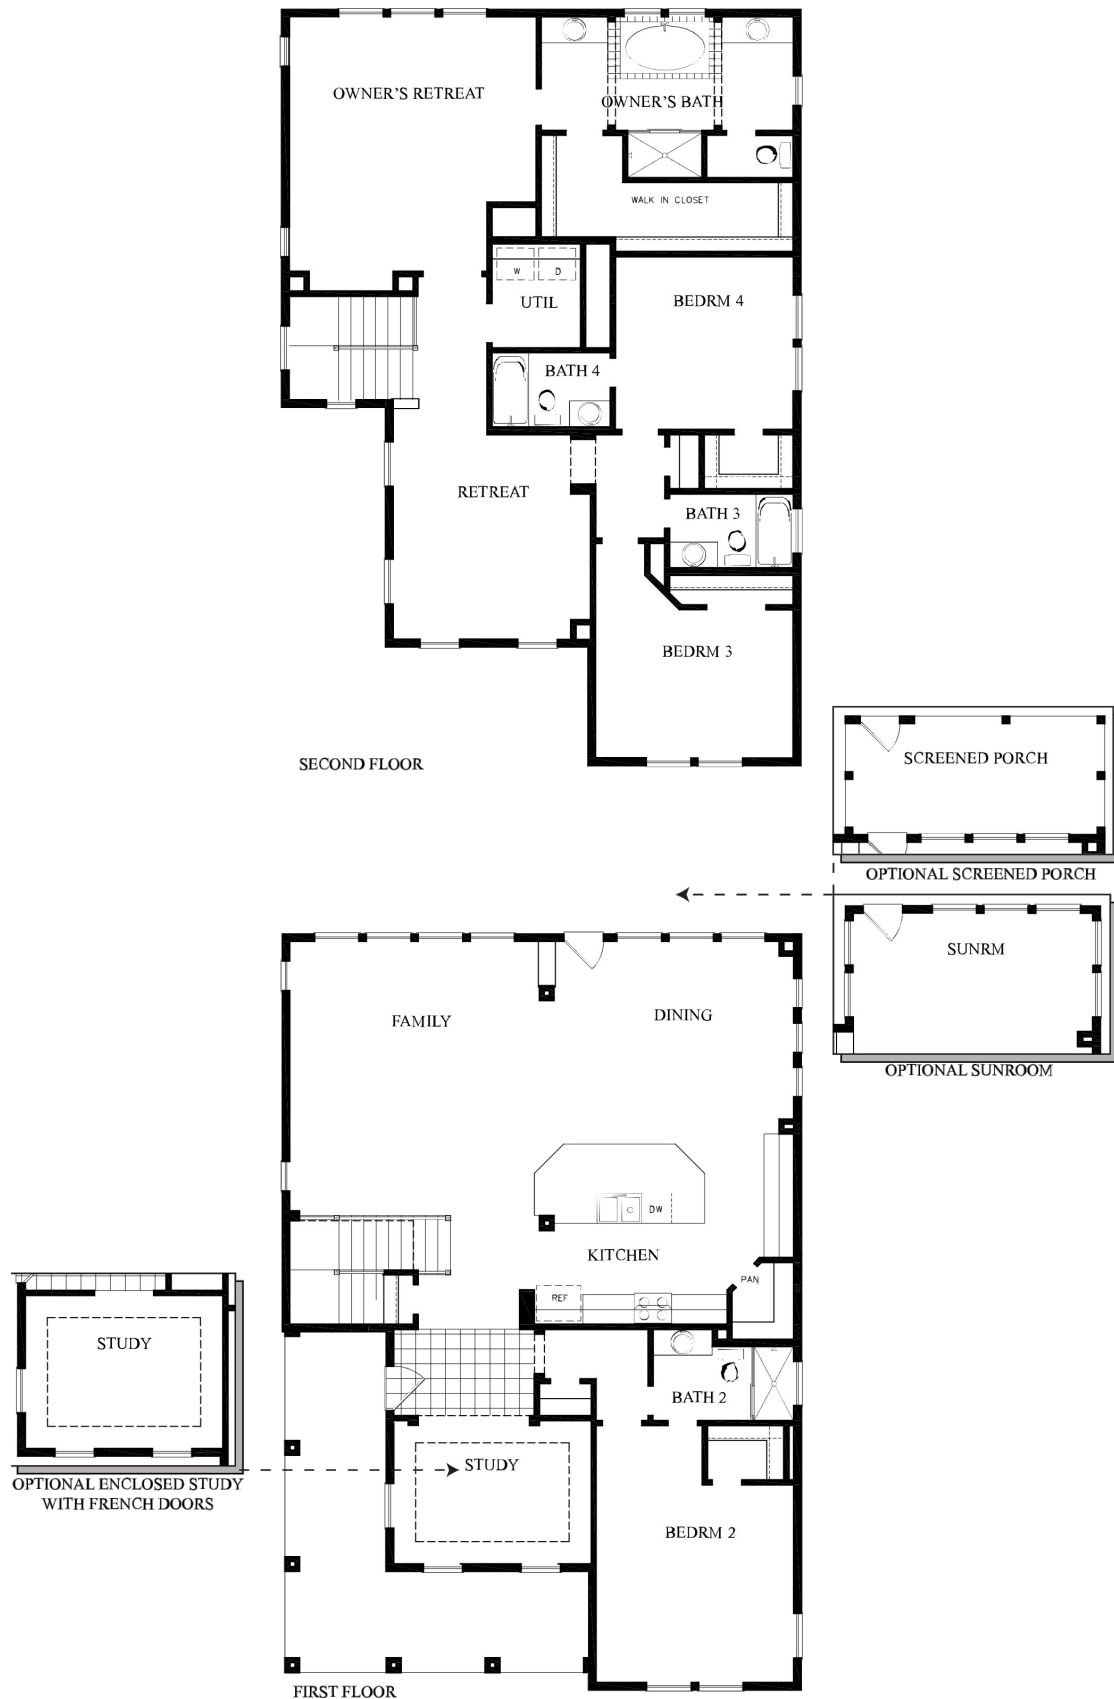 OWNER'S RETREAT
OWNER'S BATH
WALK IN CLOSET
W
D
UTIL
BEDRM 4
BATH 4
RETREAT
BATH 3
BEDRM 3
SECOND FLOOR
SCREENED PORCH
OPTIONAL SCREENED PORCH
SUNRM
OPTIONAL SUNROOM
FAMILY
DINING
DW
KITCHEN
PAN
REF
STUDY
OPTIONAL ENCLOSED STUDY
WITH FRENCH DOORS
BATH 2
STUDY
BEDRM 2
FIRST FLOOR